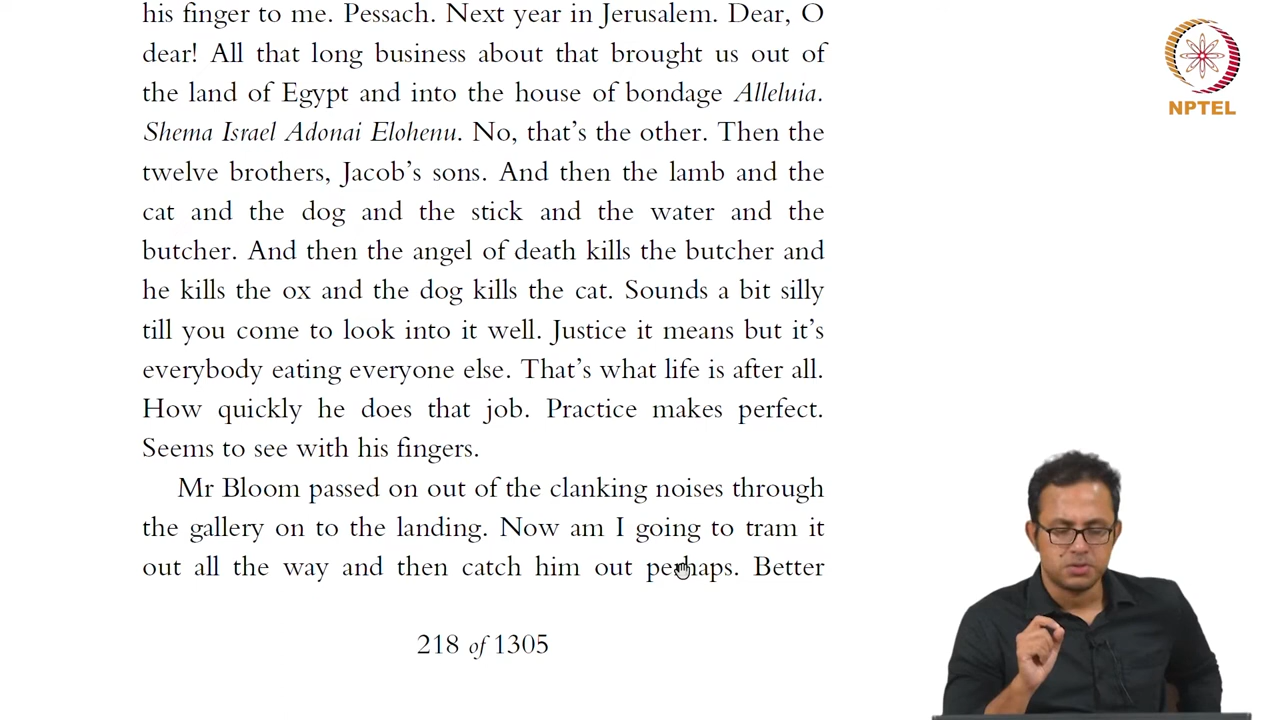 his finger to me. Pessach. Next year in Jerusalem. Dear, O
dear! All that long business about that brought us out of
the land of Egypt and into the house of bondage Alleluia.
Shema Israel Adonai Elohenu. No, that's the other. Then the
twelve brothers, Jacob's sons. And then the lamb and the
cat and the dog and the stick and the water and the
butcher. And then the angel of death kills the butcher and
he kills the ox and the dog kills the cat. Sounds a bit silly
till you come to look into it well. Justice it means but it's
everybody eating everyone else. That's what life is after all.
How quickly he does that job. Practice makes perfect.
Seems to see with his fingers.
Mr Bloom passed on out of the clanking noises through
the gallery on to the landing. Now am I going to tram it
out all the way and then catch him out perhaps. Better
218 of 1305
NPTEL